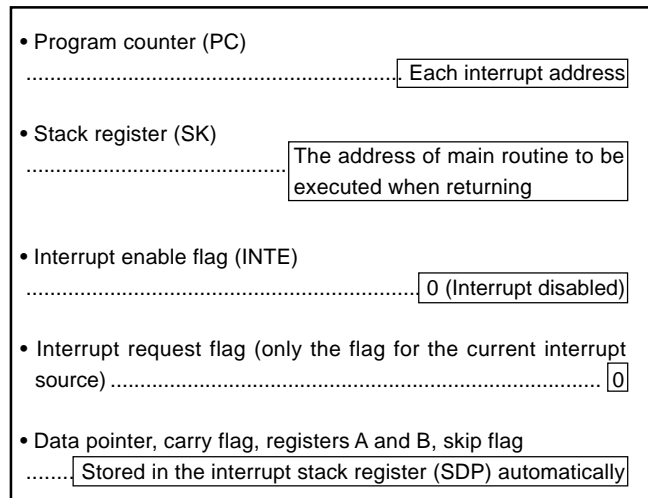 • Program counter (PC)
............................................................... Each interrupt address
• Stack register (SK)
............................................ The address of main routine to be
executed when returning
• Interrupt enable flag (INTE)
.................................................................. 0 (Interrupt disabled)
• Interrupt request flag (only the flag for the current interrupt
source) .................................................................................. 0
• Data pointer, carry flag, registers A and B, skip flag
........ Stored in the interrupt stack register (SDP) automatically